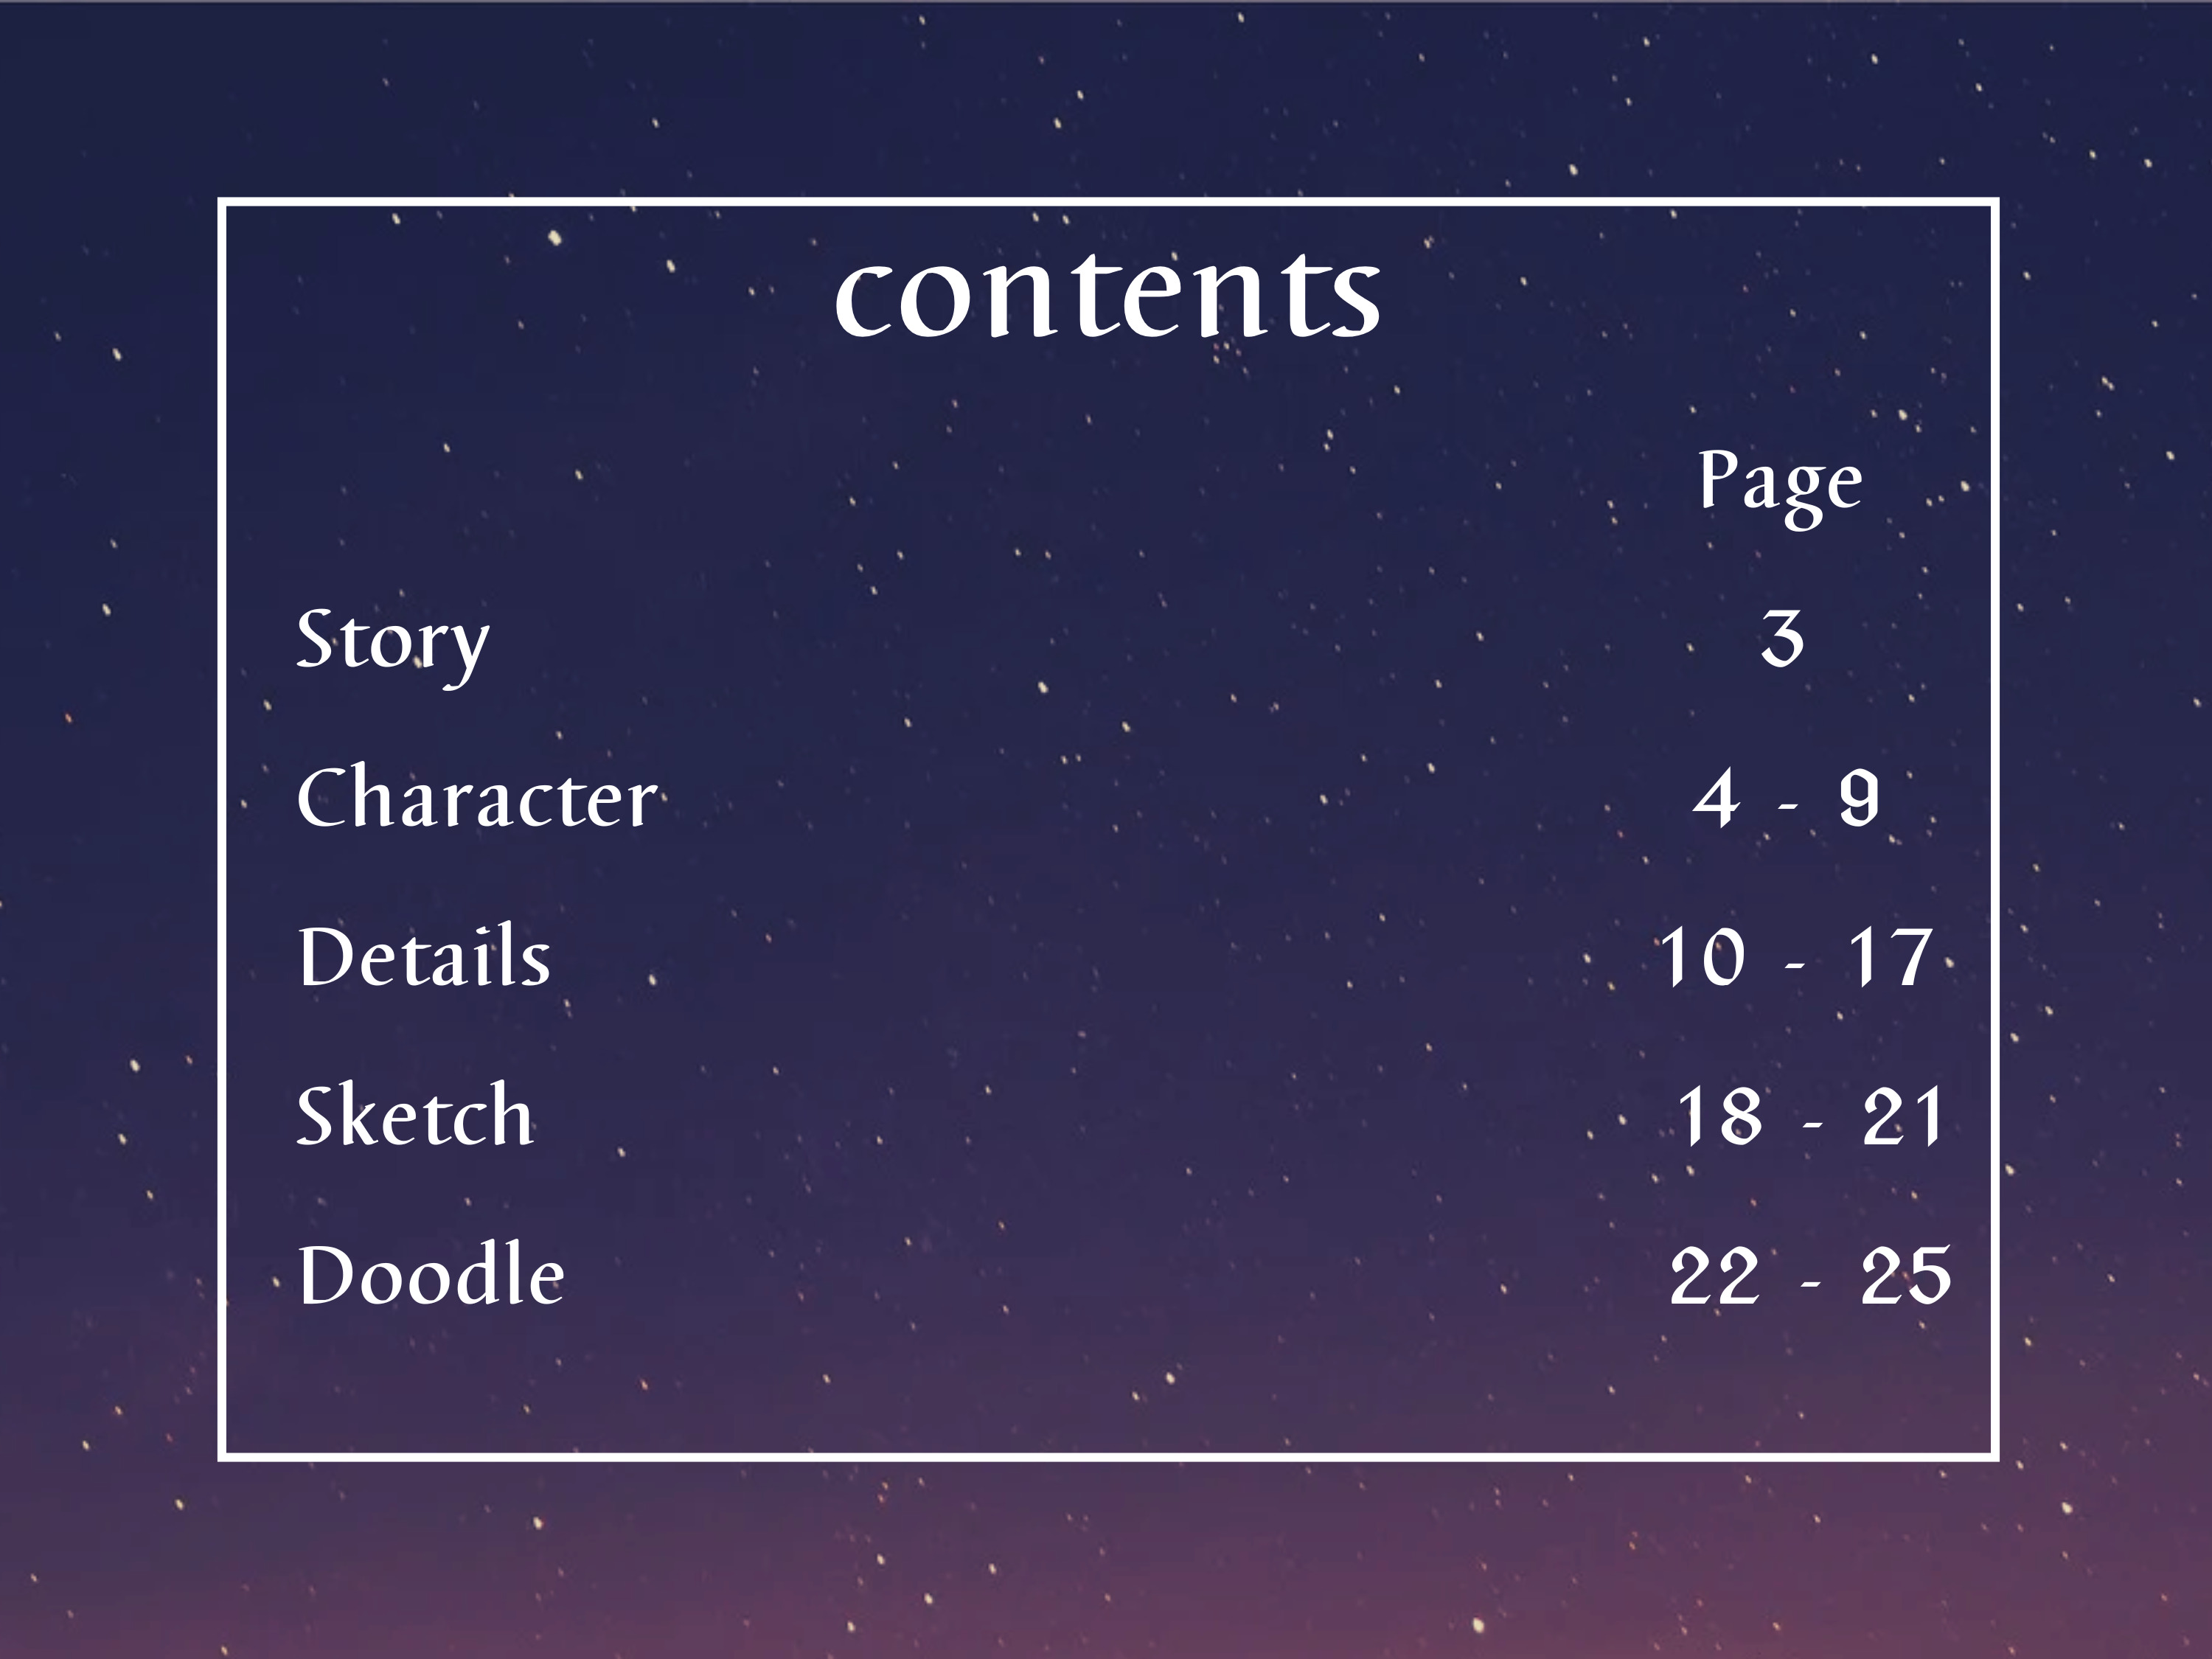 contents
Page
Story 3
Character 4 - 9
Details 10 - 17
Sketch 18 - 21
Doodle 22 - 25